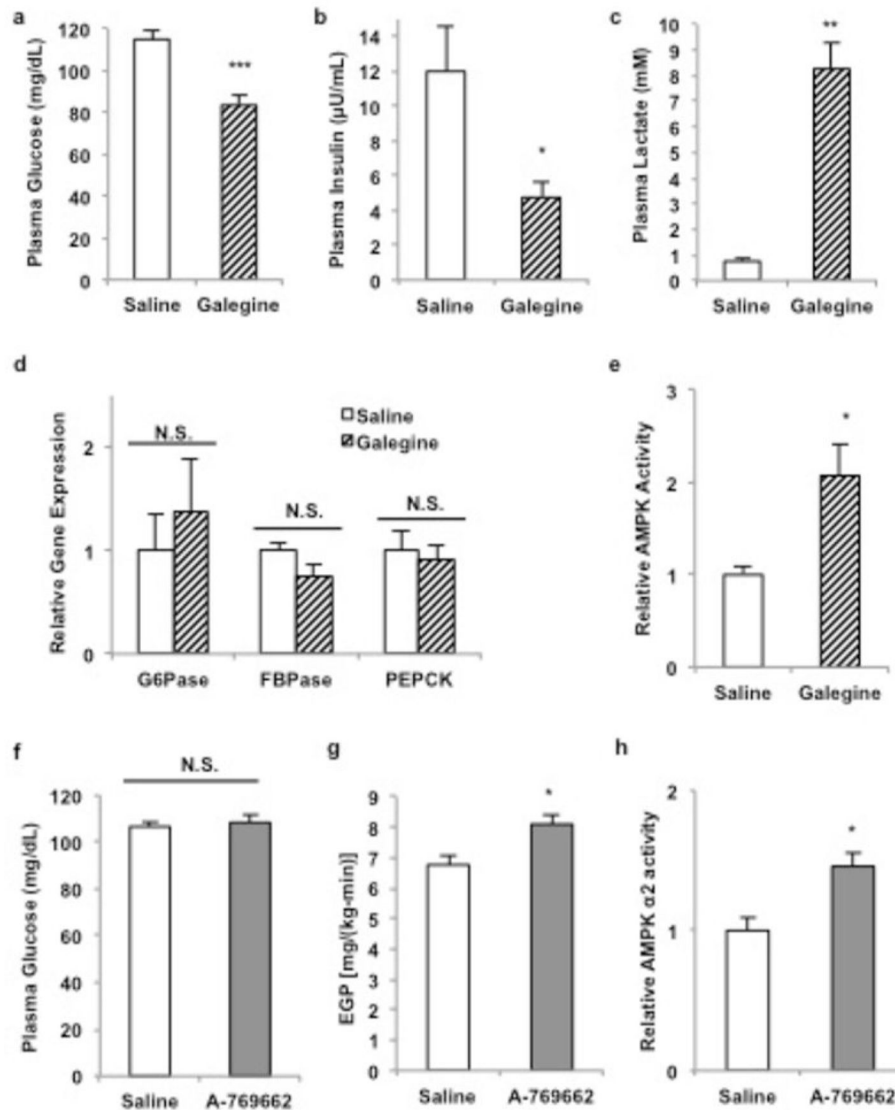 a
Plasma Glucose (mg/dL)
120
100
80
60
40
20
0
***
Saline Galegine
b
Plasma Insulin (µU/mL)
14
12
10
8
6
4
2
0
*
Saline Galegine
c
Plasma Lactate (mM)
10
9
8
7
6
5
4
3
2
1
0
**
Saline Galegine
d
Relative Gene Expression
2
1
0
Saline
Galegine
N.S.
N.S.
N.S.
G6Pase FBPase PEPCK
e
Relative AMPK Activity
3
2
1
0
*
Saline Galegine
f
Plasma Glucose (mg/dL)
120
100
80
60
40
20
0
N.S.
Saline A-769662
g
EGP [mg/(kg-min)]
9
8
7
6
5
4
3
2
1
0
*
Saline A-769662
h
Relative AMPK α2 activity
2
1
0
*
Saline A-769662